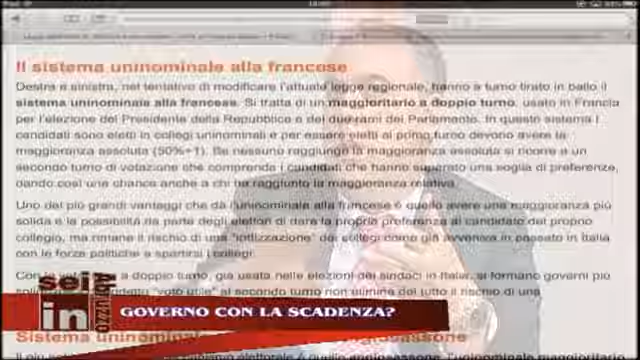 Il sistema uninominale alla francese
Destra e sinistra, nel tentativo di modificare l'attuale legge regionale, hanno a turno tirato in ballo il
sistema uninominale alla francese. Si tratta di un maggioritario a doppio turno, usato in Francia
per l'elezione del Presidente della Repubblica e dei due rami del Parlamento. In questo sistema i
candidati sono eletti in collegi uninominali e per essere eletti al primo turno devono avere la
maggioranza assoluta (50%+1). Se nessuno raggiunge la maggioranza assoluta si ricorre a un
secondo turno di votazione che comprende i candidati che hanno superato una soglia di preferenze,
dando così una chance anche a chi ha raggiunto la maggioranza relativa.
Uno dei più grandi vantaggi che dà l'uninominale alla francese è quello avere una maggioranza più
solida e la possibilità da parte degli elettori di dare la propria preferenza al candidato del proprio
collegio, ma rimane il rischio di una "lottizzazione" dei collegi come già avveniva in passato in Italia
con le forze politiche a spartirsi i collegi.
Con a doppio turno, già usata nelle elezioni dei sindaci in Italia, si formano governi più
"voto utile" al secondo turno non elimina del tutto il rischio di una
sei
in
Abruzzo
GOVERNO CON LA SCADENZA?
Sistema uninominale